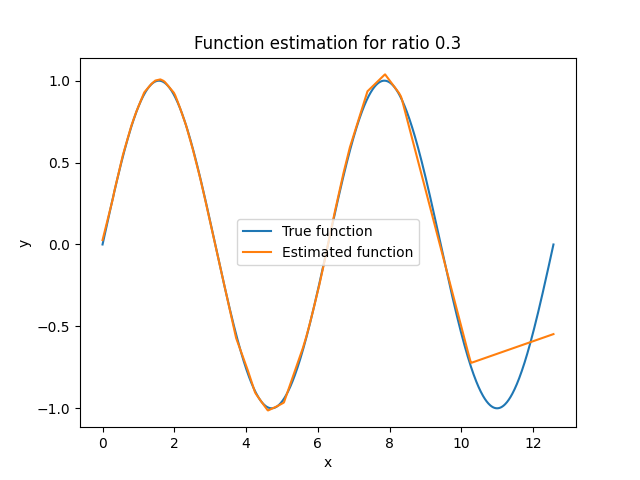 Function estimation for ratio 0.3
1.0
0.5
0.0
−0.5
−1.0
y
True function
Estimated function
0 2 4 6 8 10 12
x